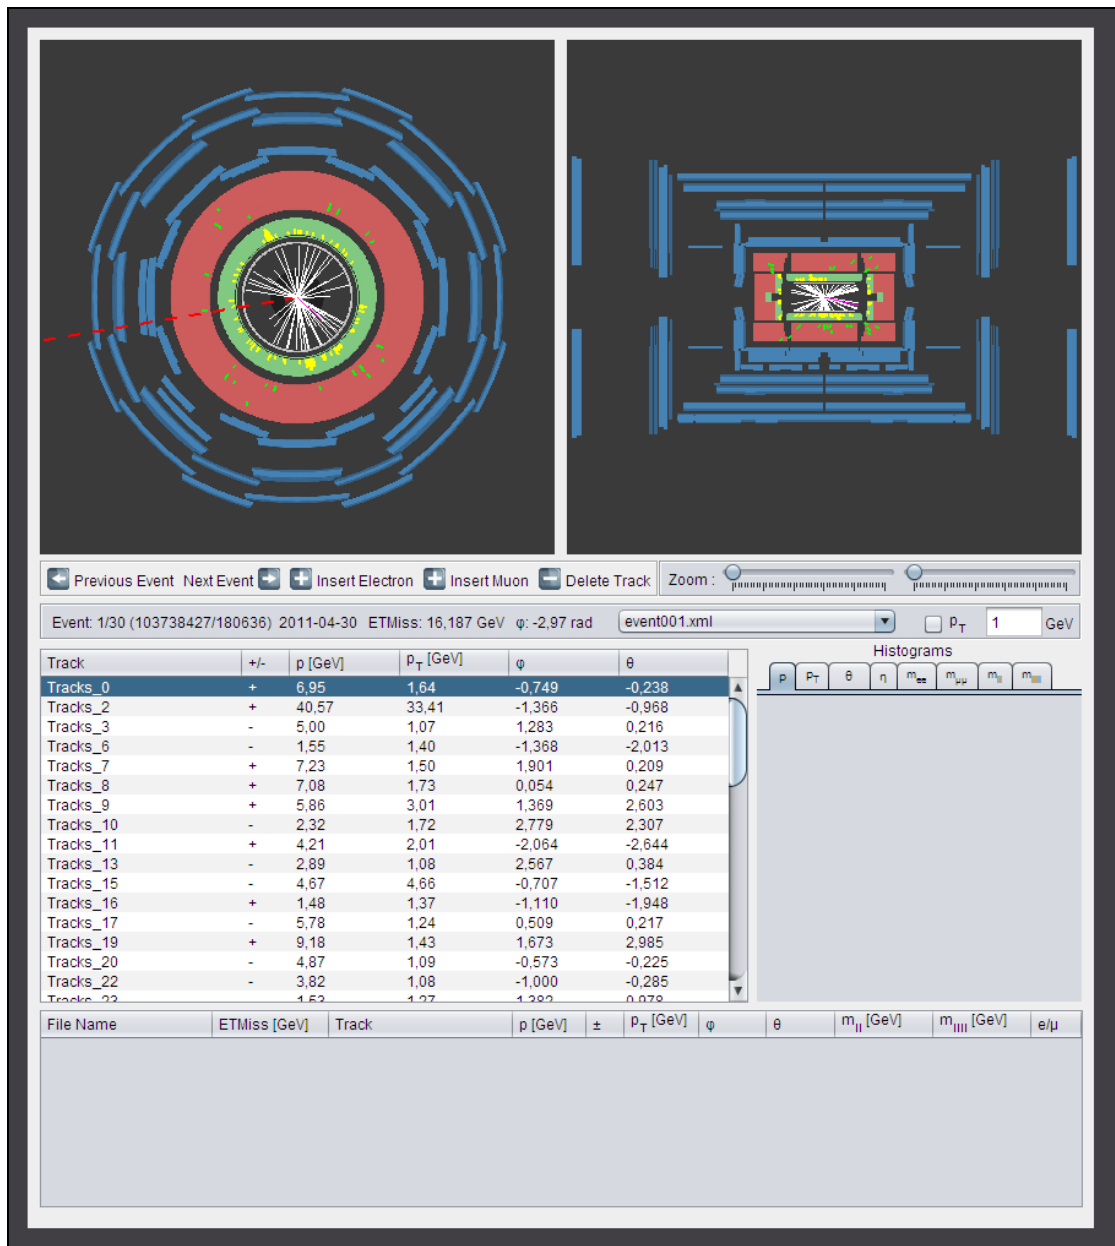 Previous Event Next Event Insert Electron Insert Muon Delete Track Zoom :
Event: 1/30 (103738427/180636) 2011-04-30 ETMiss: 16,187 GeV φ: -2,97 rad event001.xml pT 1 GeV
Histograms
p pT θ η mee mμμ mll mllll
Track +/- p [GeV] pT [GeV] φ θ
Tracks_0 + 6,95 1,64 -0,749 -0,238
Tracks_2 + 40,57 33,41 -1,366 -0,968
Tracks_3 - 5,00 1,07 1,283 0,216
Tracks_6 - 1,55 1,40 -1,368 -2,013
Tracks_7 + 7,23 1,50 1,901 0,209
Tracks_8 + 7,08 1,73 0,054 0,247
Tracks_9 + 5,86 3,01 1,369 2,603
Tracks_10 - 2,32 1,72 2,779 2,307
Tracks_11 + 4,21 2,01 -2,064 -2,644
Tracks_13 - 2,89 1,08 2,567 0,384
Tracks_15 - 4,67 4,66 -0,707 -1,512
Tracks_16 + 1,48 1,37 -1,110 -1,948
Tracks_17 - 5,78 1,24 0,509 0,217
Tracks_19 + 9,18 1,43 1,673 2,985
Tracks_20 - 4,87 1,09 -0,573 -0,225
Tracks_22 - 3,82 1,08 -1,000 -0,285
Tracks_23 1,53 1,27 1,382 0,978
File Name ETMiss [GeV] Track p [GeV] ± pT [GeV] φ θ mll [GeV] mllll [GeV] e/μ